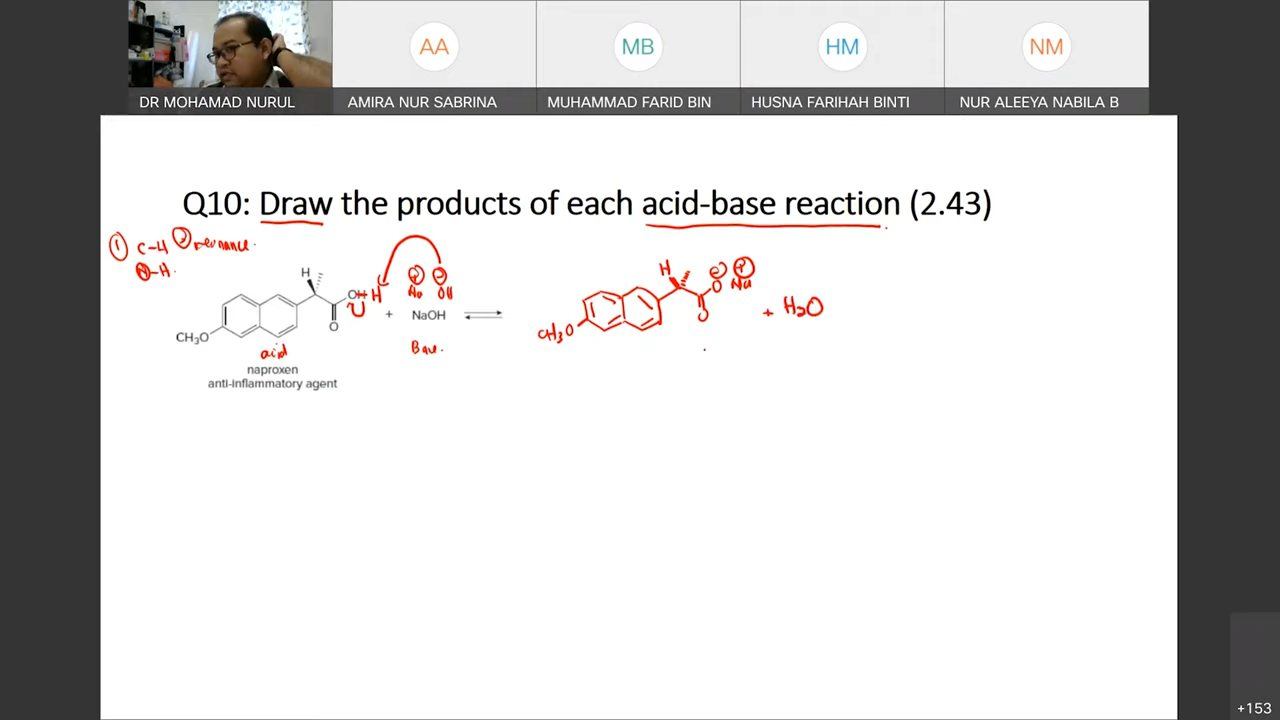 AA
MB
HM
NM
DR MOHAMAD NURUL
AMIRA NUR SABRINA
MUHAMMAD FARID BIN
HUSNA FARIHAH BINTI
NUR ALEEYA NABILA B
Q10: Draw the products of each acid-base reaction (2.43)
① C-H ② resonance.
N-H.
H
OH H
⊕ ⊖
Na OH
O
+ NaOH ⇌
CH₃O
acid
Base.
naproxen
anti-inflammatory agent
H
⊖ ⊕
O Na
O
CH₃O
+ H₂O
+153